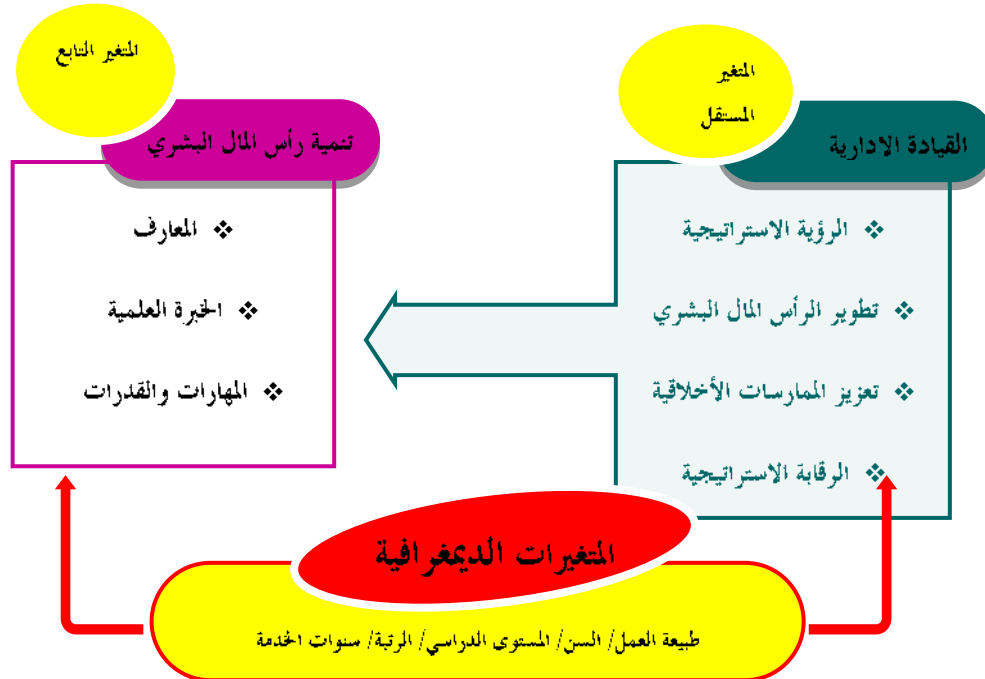 المتغير
المستقل
القيادة الادارية
❖ الرؤية الاستراتيجية
❖ تطوير الرأس المال البشري
❖ تعزيز الممارسات الأخلاقية
❖ الرقابة الاستراتيجية
المتغير التابع
تنمية رأس المال البشري
❖ المعارف
❖ الخبرة العلمية
❖ المهارات والقدرات
المتغيرات الديمغرافية
طبيعة العمل/ السن/ المستوى الدراسي/ المرتبة/ سنوات الخدمة